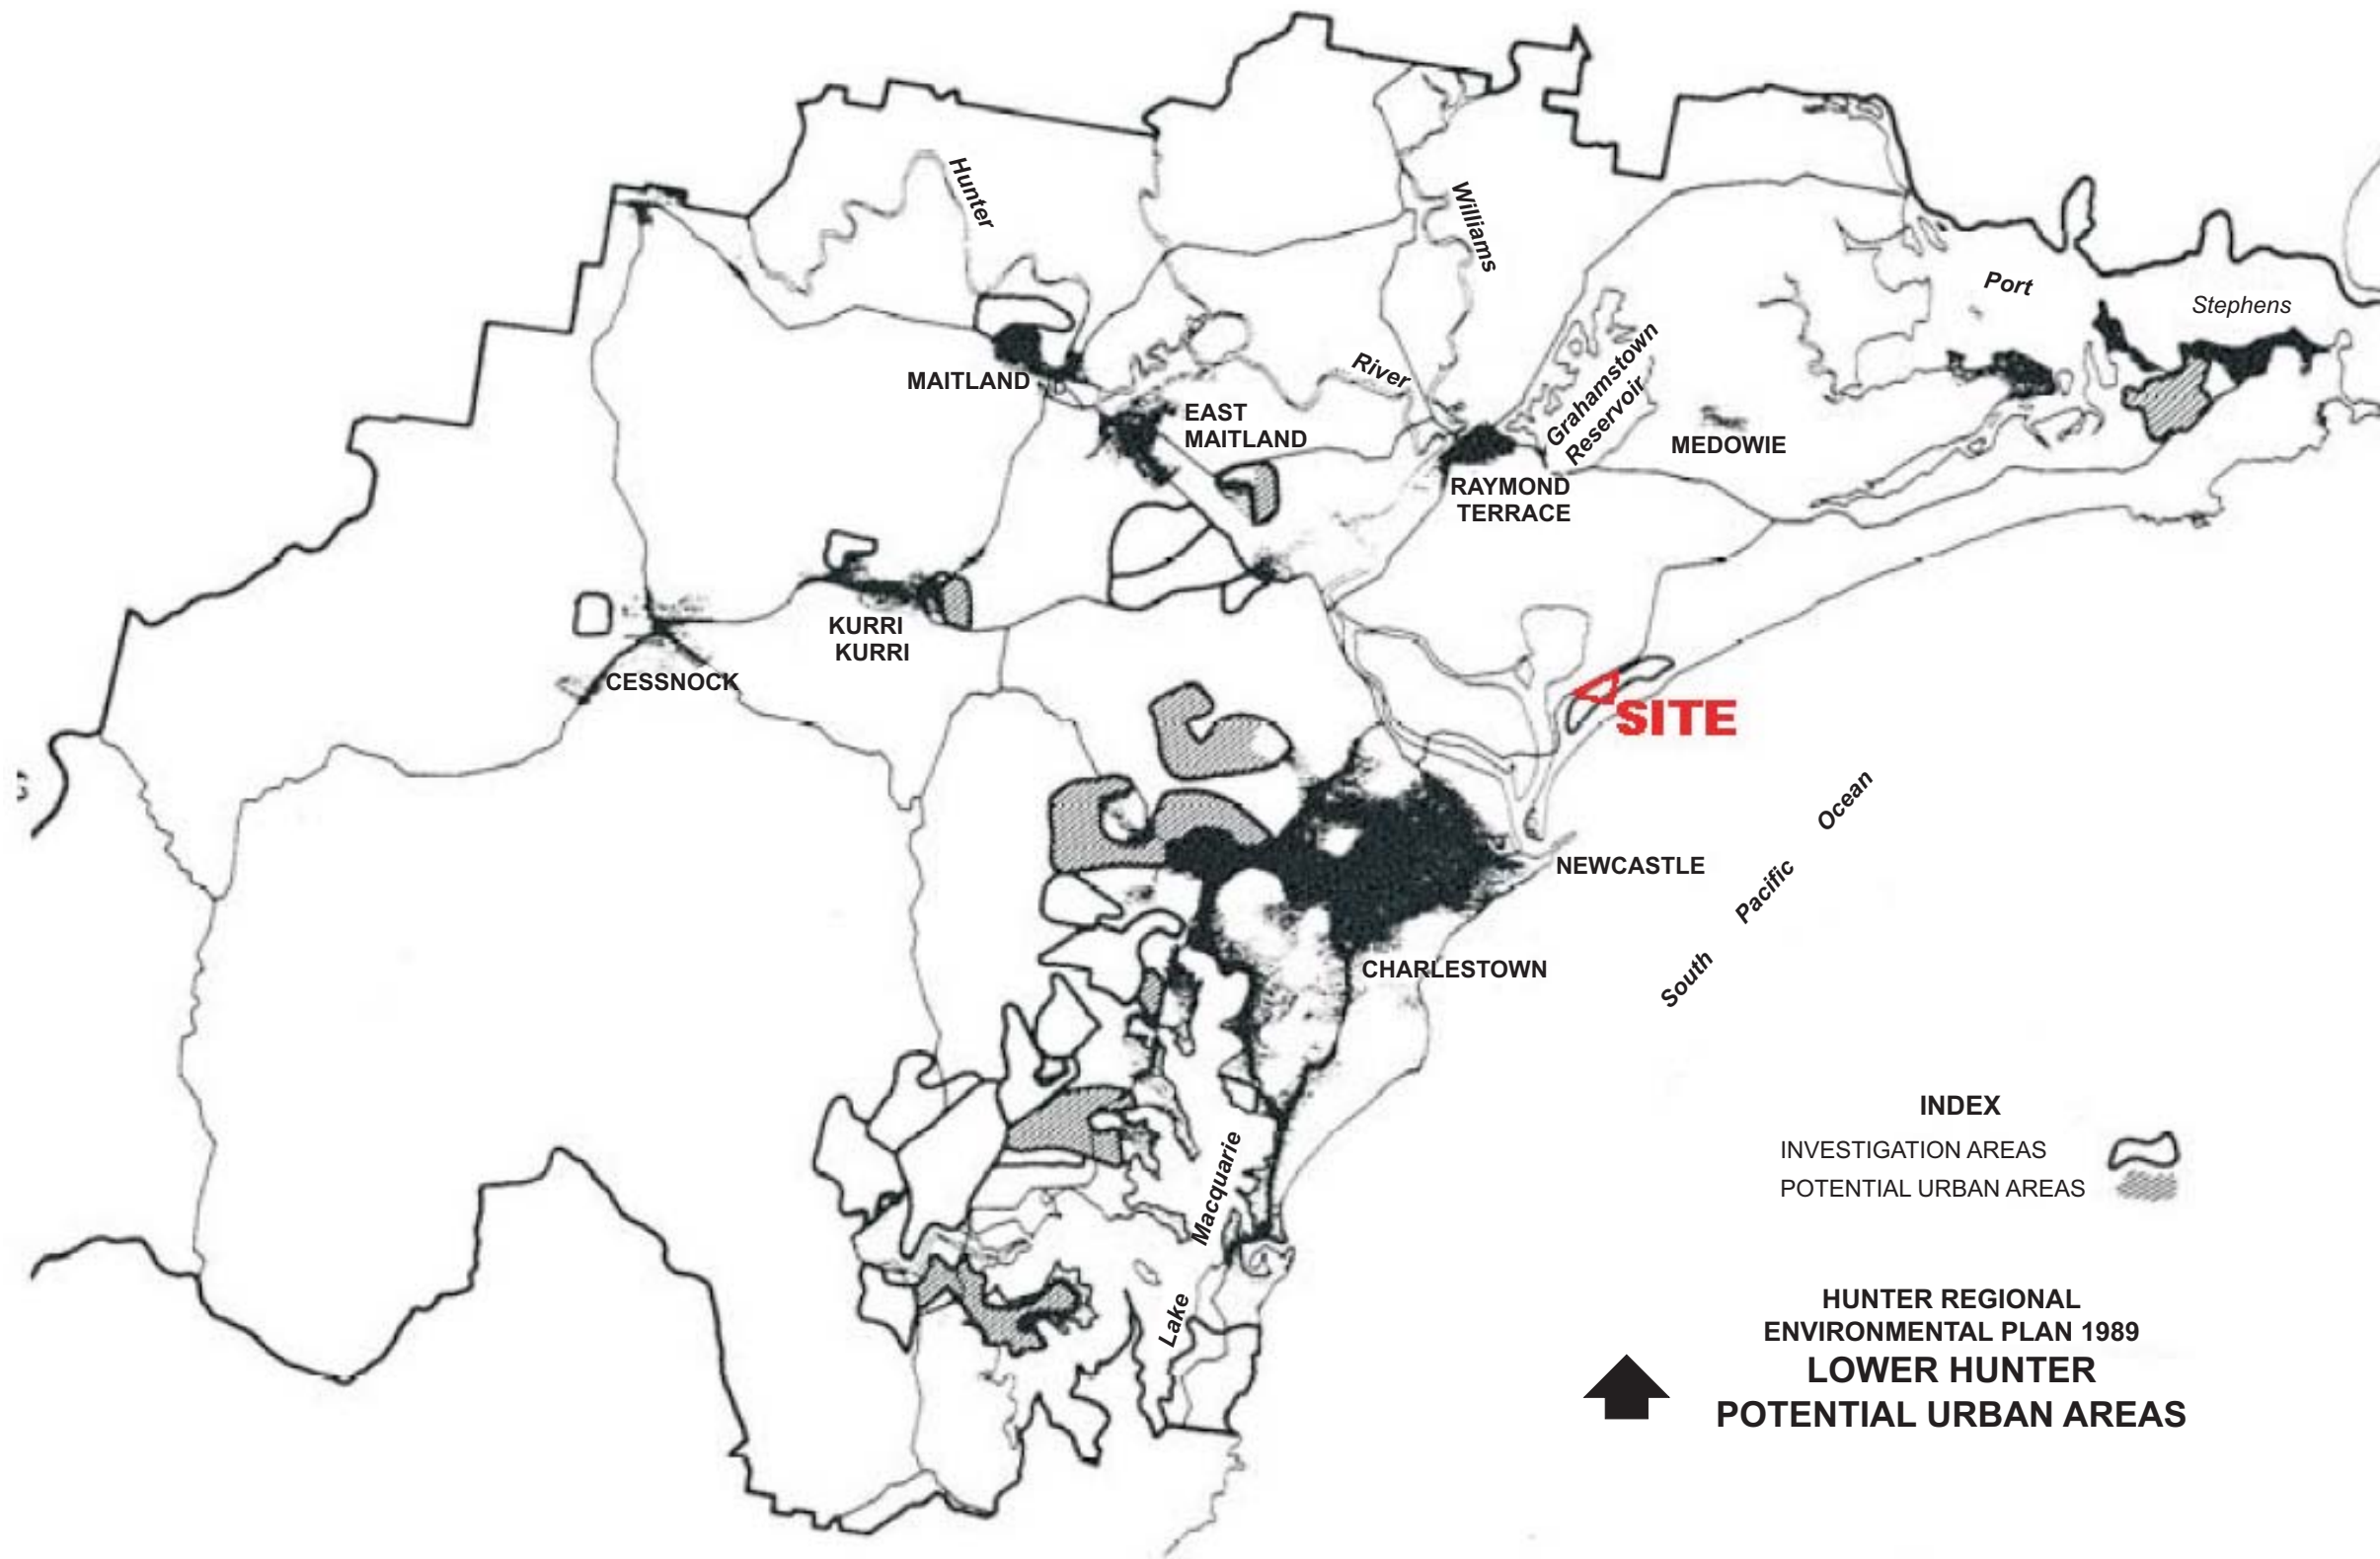 Hunter
Williams
Port
Stephens
MAITLAND
River
Grahamstown
Reservoir
EAST
MAITLAND
MEDOWIE
RAYMOND
TERRACE
KURRI
KURRI
CESSNOCK
SITE
NEWCASTLE
South Pacific Ocean
CHARLESTOWN
Lake Macquarie
INDEX
INVESTIGATION AREAS
POTENTIAL URBAN AREAS
HUNTER REGIONAL
ENVIRONMENTAL PLAN 1989
LOWER HUNTER
POTENTIAL URBAN AREAS